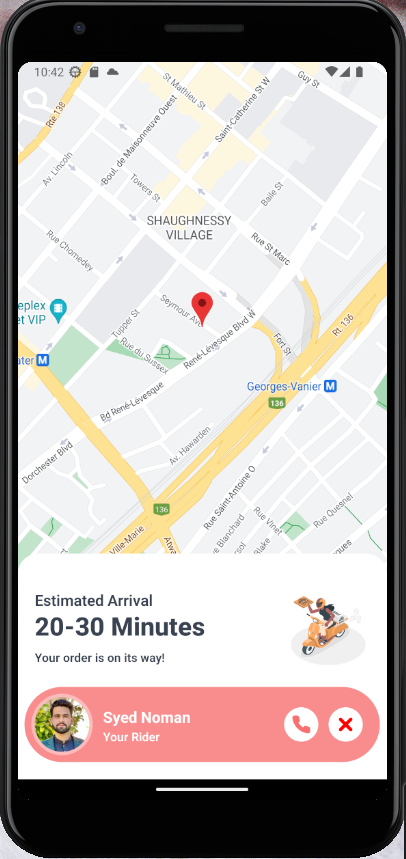 10:42
Rte. 138
St Mathieu St
Saint-Catherine St W
Guy St
Boul. de Maisonneuve Ouest
Av. Lincoln
Towers St.
Baile St
SHAUGHNESSY
VILLAGE
Rue Chomedey
Rue St Marc
eplex
et VIP
Seymour Ave
Tupper St
Rue du Sussex
René-Lévesque Blvd W
Fort St
Rt. 136
ater M
Georges-Vanier M
136
Bd René-Lévesque
Av. Hawarden
Dorchester Blvd
Rue Saint-Antoine O
136
Rue Quesnel
Rue Vinet
Rue Blanchard
Ville-Marie
Atwa
Blake
ques
Estimated Arrival
20-30 Minutes
Your order is on its way!
Syed Noman
Your Rider